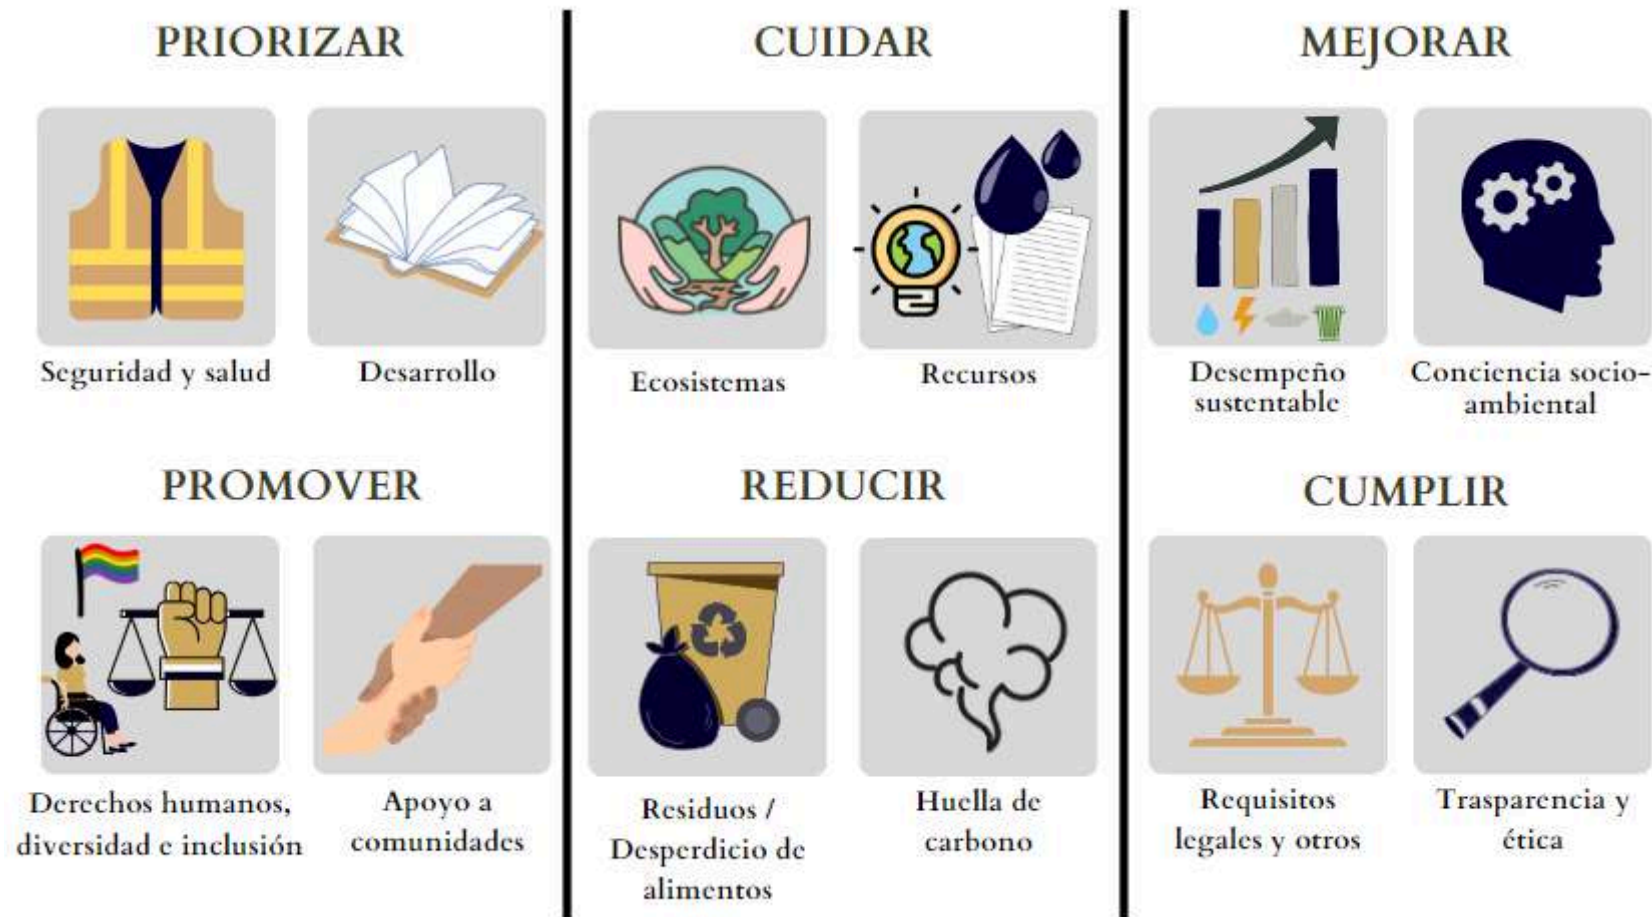 PRIORIZAR
Seguridad y salud
Desarrollo
PROMOVER
Derechos humanos,
diversidad e inclusión
Apoyo a
comunidades
CUIDAR
Ecosistemas
Recursos
REDUCIR
Residuos /
Desperdicio de
alimentos
Huella de
carbono
MEJORAR
Desempeño
sustentable
Conciencia socio-
ambiental
CUMPLIR
Requisitos
legales y otros
Trasparencia y
ética